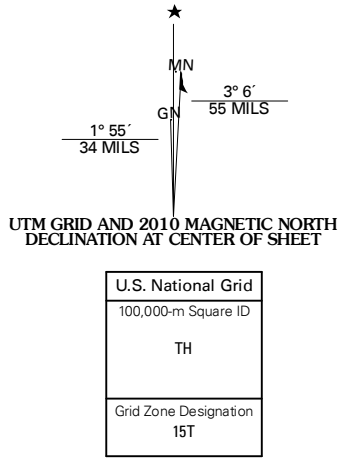 MN
3° 6´
55 MILS
GN
1° 55´
34 MILS
UTM GRID AND 2010 MAGNETIC NORTH
DECLINATION AT CENTER OF SHEET
U.S. National Grid
100,000-m Square ID
TH
Grid Zone Designation
15T